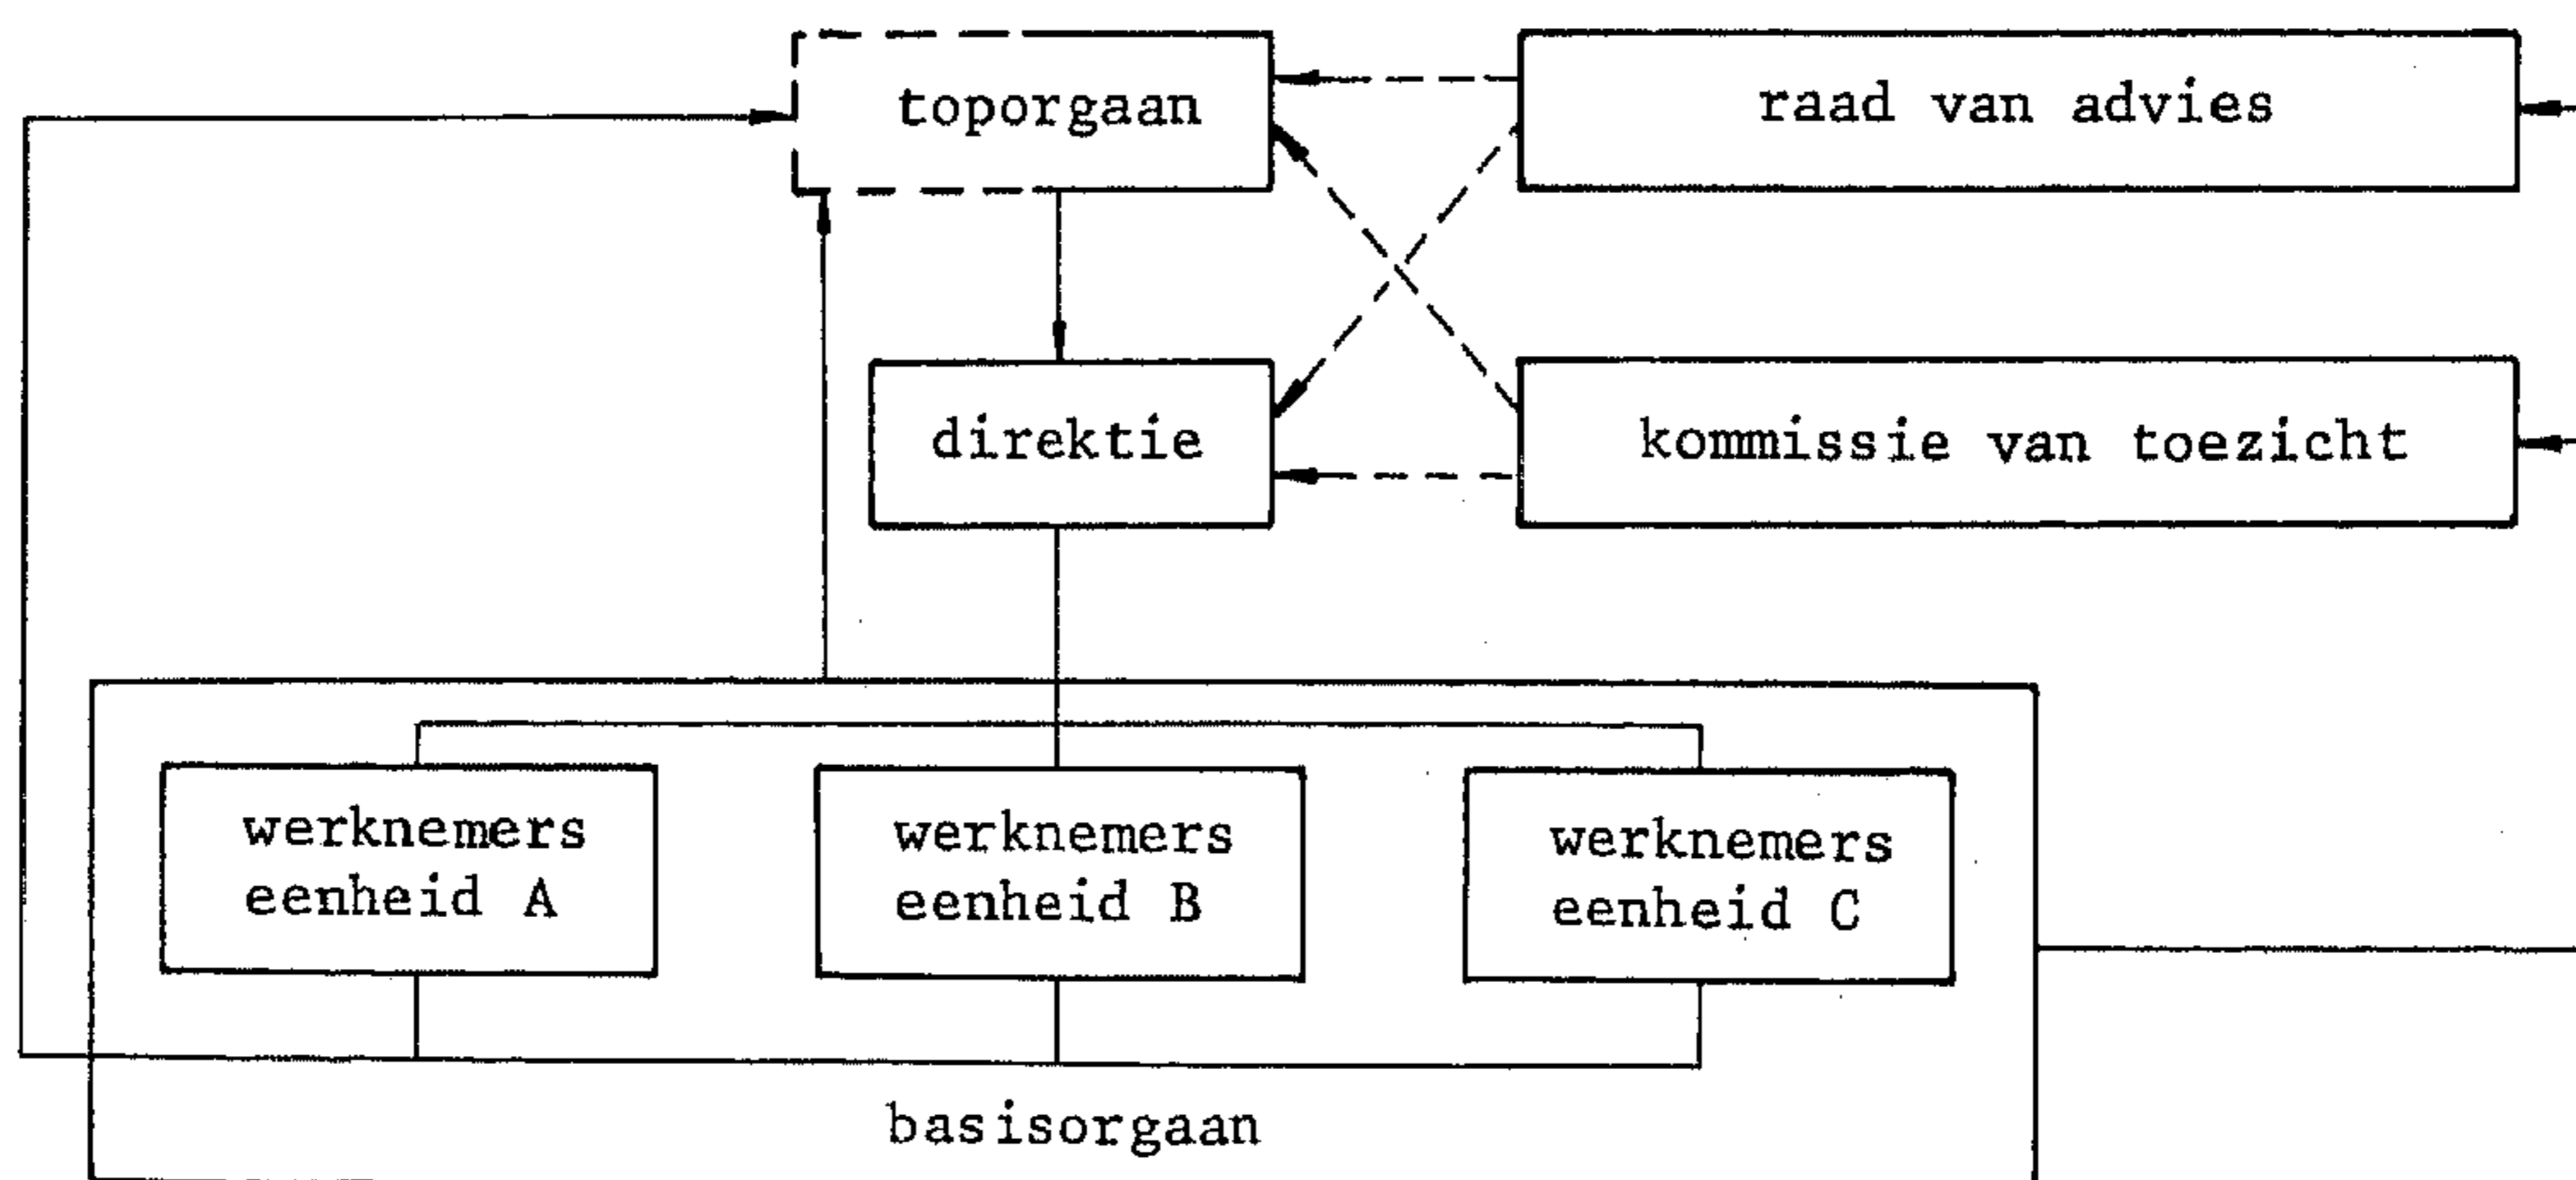 toporgaan
raad van advies
direktie
kommissie van toezicht
werknemers
eenheid A
werknemers
eenheid B
werknemers
eenheid C
basisorgaan